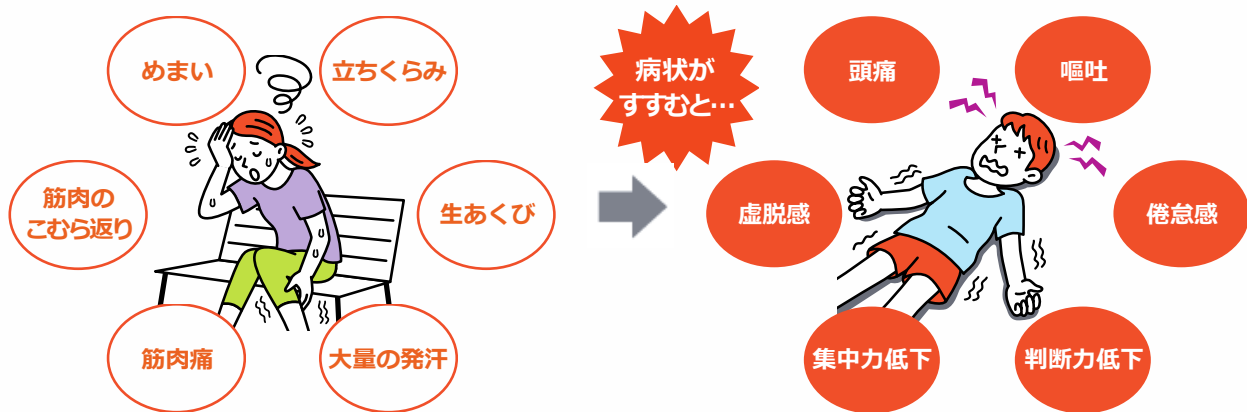 めまい
立ちくらみ
筋肉の
こむら返り
生あくび
筋肉痛
大量の発汗
病状が
すすむと…
頭痛
嘔吐
虚脱感
倦怠感
集中力低下
判断力低下